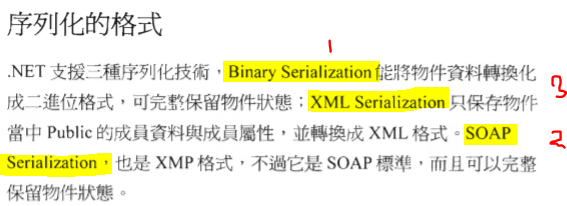 序列化的格式
1
.NET 支援三種序列化技術，Binary Serialization 能將物件資料轉換化
成二進位格式，可完整保留物件狀態；XML Serialization 只保存物件
3
當中 Public 的成員資料與成員屬性，並轉換成 XML 格式。SOAP
2
Serialization，也是 XMP 格式，不過它是 SOAP 標準，而且可以完整
保留物件狀態。